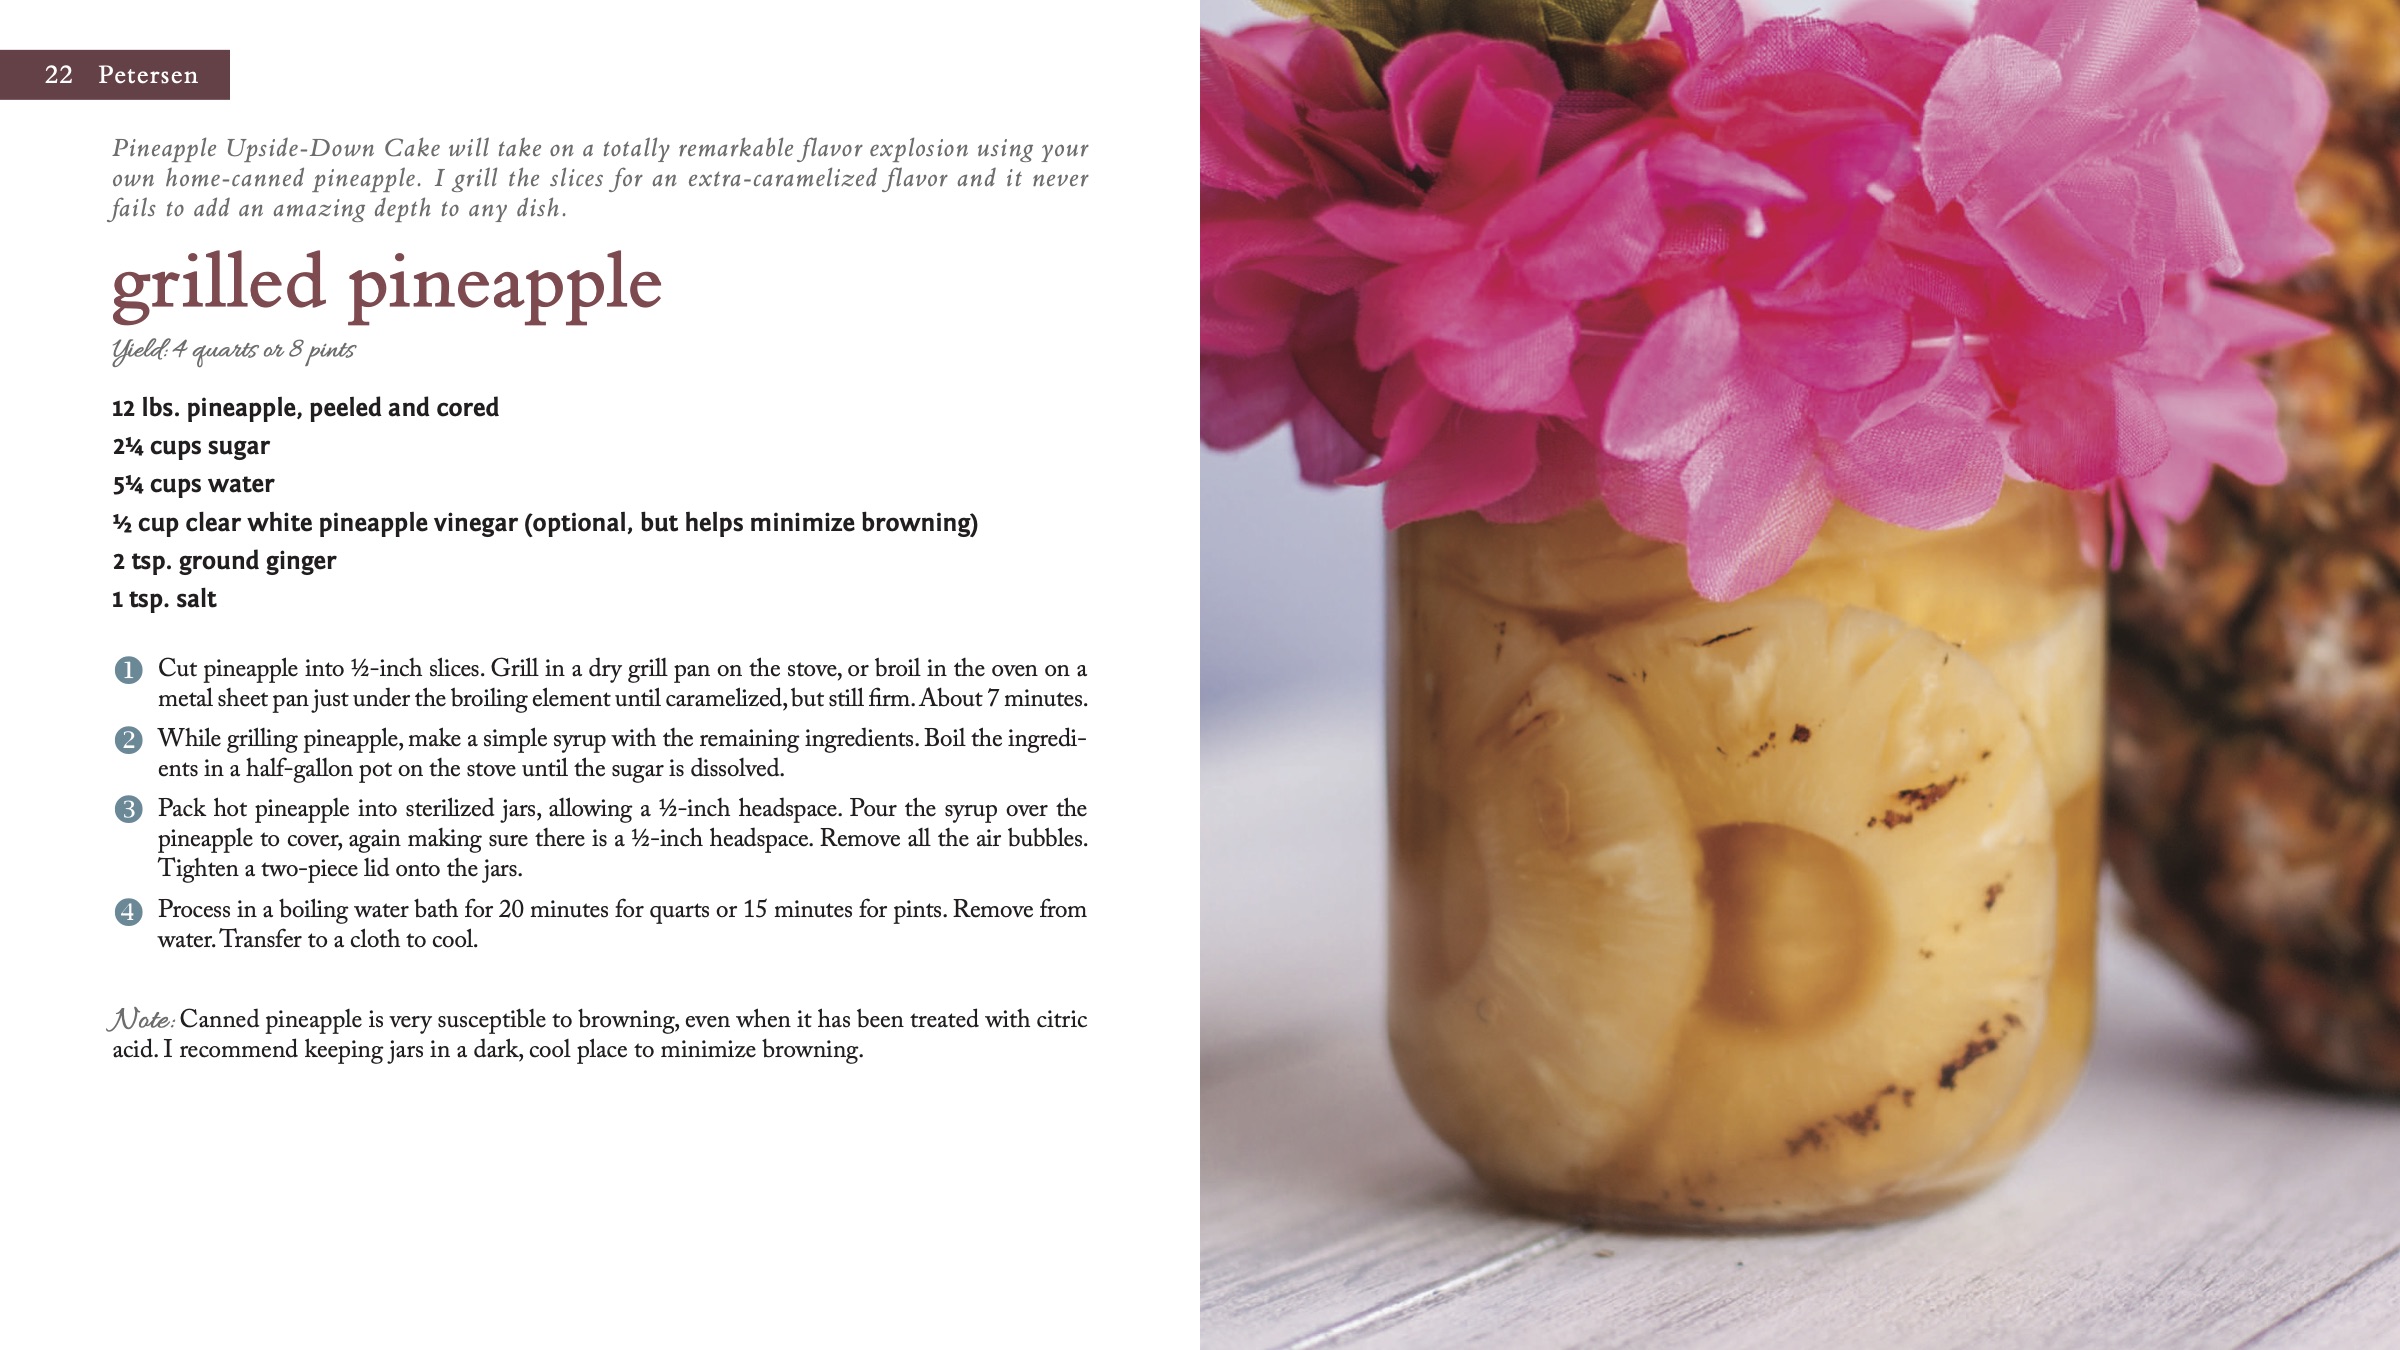 22 Petersen
Pineapple Upside-Down Cake will take on a totally remarkable flavor explosion using your
own home-canned pineapple. I grill the slices for an extra-caramelized flavor and it never
fails to add an amazing depth to any dish.
grilled pineapple
Yield: 4 quarts or 8 pints
12 lbs. pineapple, peeled and cored
2¼ cups sugar
5¼ cups water
½ cup clear white pineapple vinegar (optional, but helps minimize browning)
2 tsp. ground ginger
1 tsp. salt
1 Cut pineapple into ½-inch slices. Grill in a dry grill pan on the stove, or broil in the oven on a
metal sheet pan just under the broiling element until caramelized, but still firm. About 7 minutes.
2 While grilling pineapple, make a simple syrup with the remaining ingredients. Boil the ingredi-
ents in a half-gallon pot on the stove until the sugar is dissolved.
3 Pack hot pineapple into sterilized jars, allowing a ½-inch headspace. Pour the syrup over the
pineapple to cover, again making sure there is a ½-inch headspace. Remove all the air bubbles.
Tighten a two-piece lid onto the jars.
4 Process in a boiling water bath for 20 minutes for quarts or 15 minutes for pints. Remove from
water. Transfer to a cloth to cool.
Note: Canned pineapple is very susceptible to browning, even when it has been treated with citric
acid. I recommend keeping jars in a dark, cool place to minimize browning.